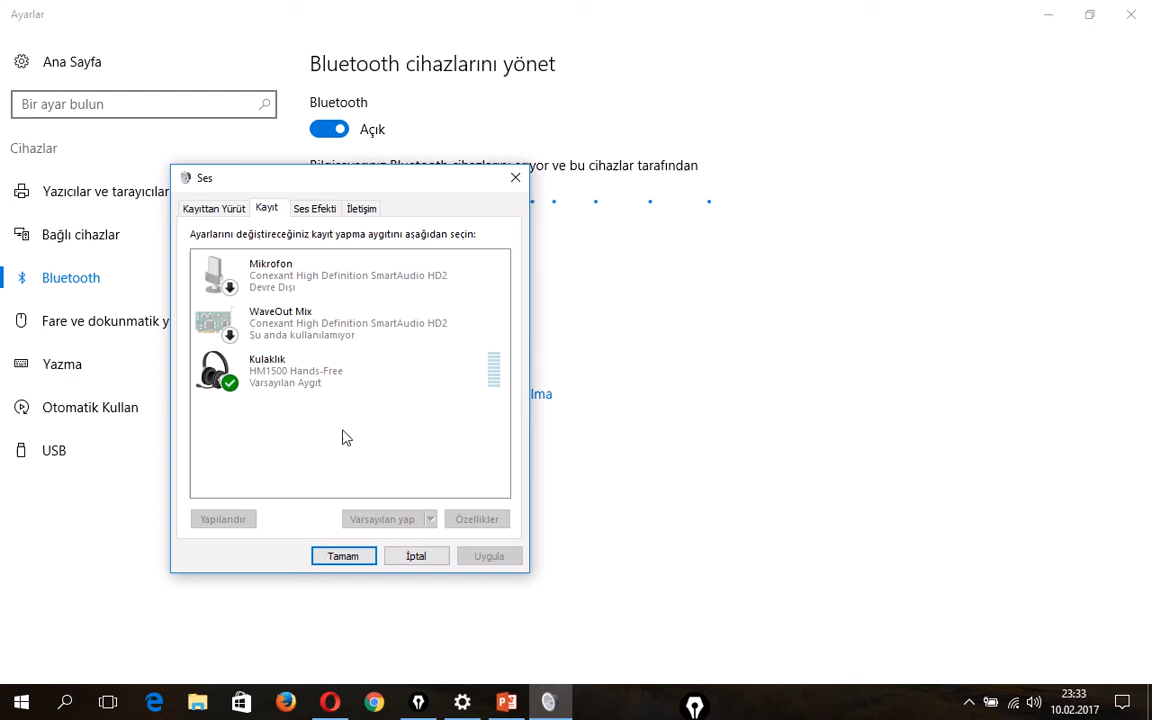 Ayarlar
Ana Sayfa
Bir ayar bulun
Cihazlar
Yazıcılar ve tarayıcılar
Bağlı cihazlar
Bluetooth
Fare ve dokunmatik y
Yazma
Otomatik Kullan
USB
Bluetooth cihazlarını yönet
Bluetooth
Açık
Bilgisayarınız Bluetooth cihazlarını arıyor ve bu cihazlar tarafından
lma
Ses
Kayıttan Yürüt Kayıt Ses Efekti İletişim
Ayarlarını değiştireceğiniz kayıt yapma aygıtını aşağıdan seçin:
Mikrofon
Conexant High Definition SmartAudio HD2
Devre Dışı
WaveOut Mix
Conexant High Definition SmartAudio HD2
Şu anda kullanılamıyor
Kulaklık
HM1500 Hands-Free
Varsayılan Aygıt
Yapılandır Varsayılan yap Özellikler
Tamam İptal Uygula
23:33
10.02.2017